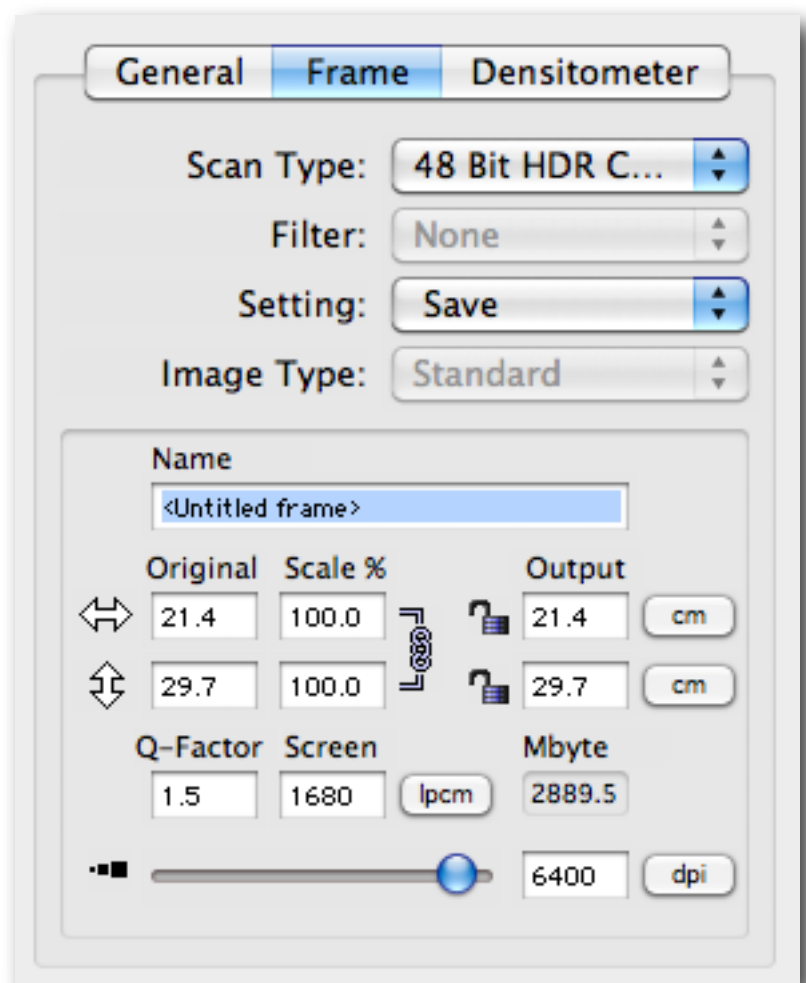 General Frame Densitometer
Scan Type: 48 Bit HDR C...
Filter: None
Setting: Save
Image Type: Standard
Name
<Untitled frame>
Original Scale % Output
21.4 100.0 21.4 cm
29.7 100.0 29.7 cm
Q-Factor Screen Mbyte
1.5 1680 lpcm 2889.5
6400 dpi